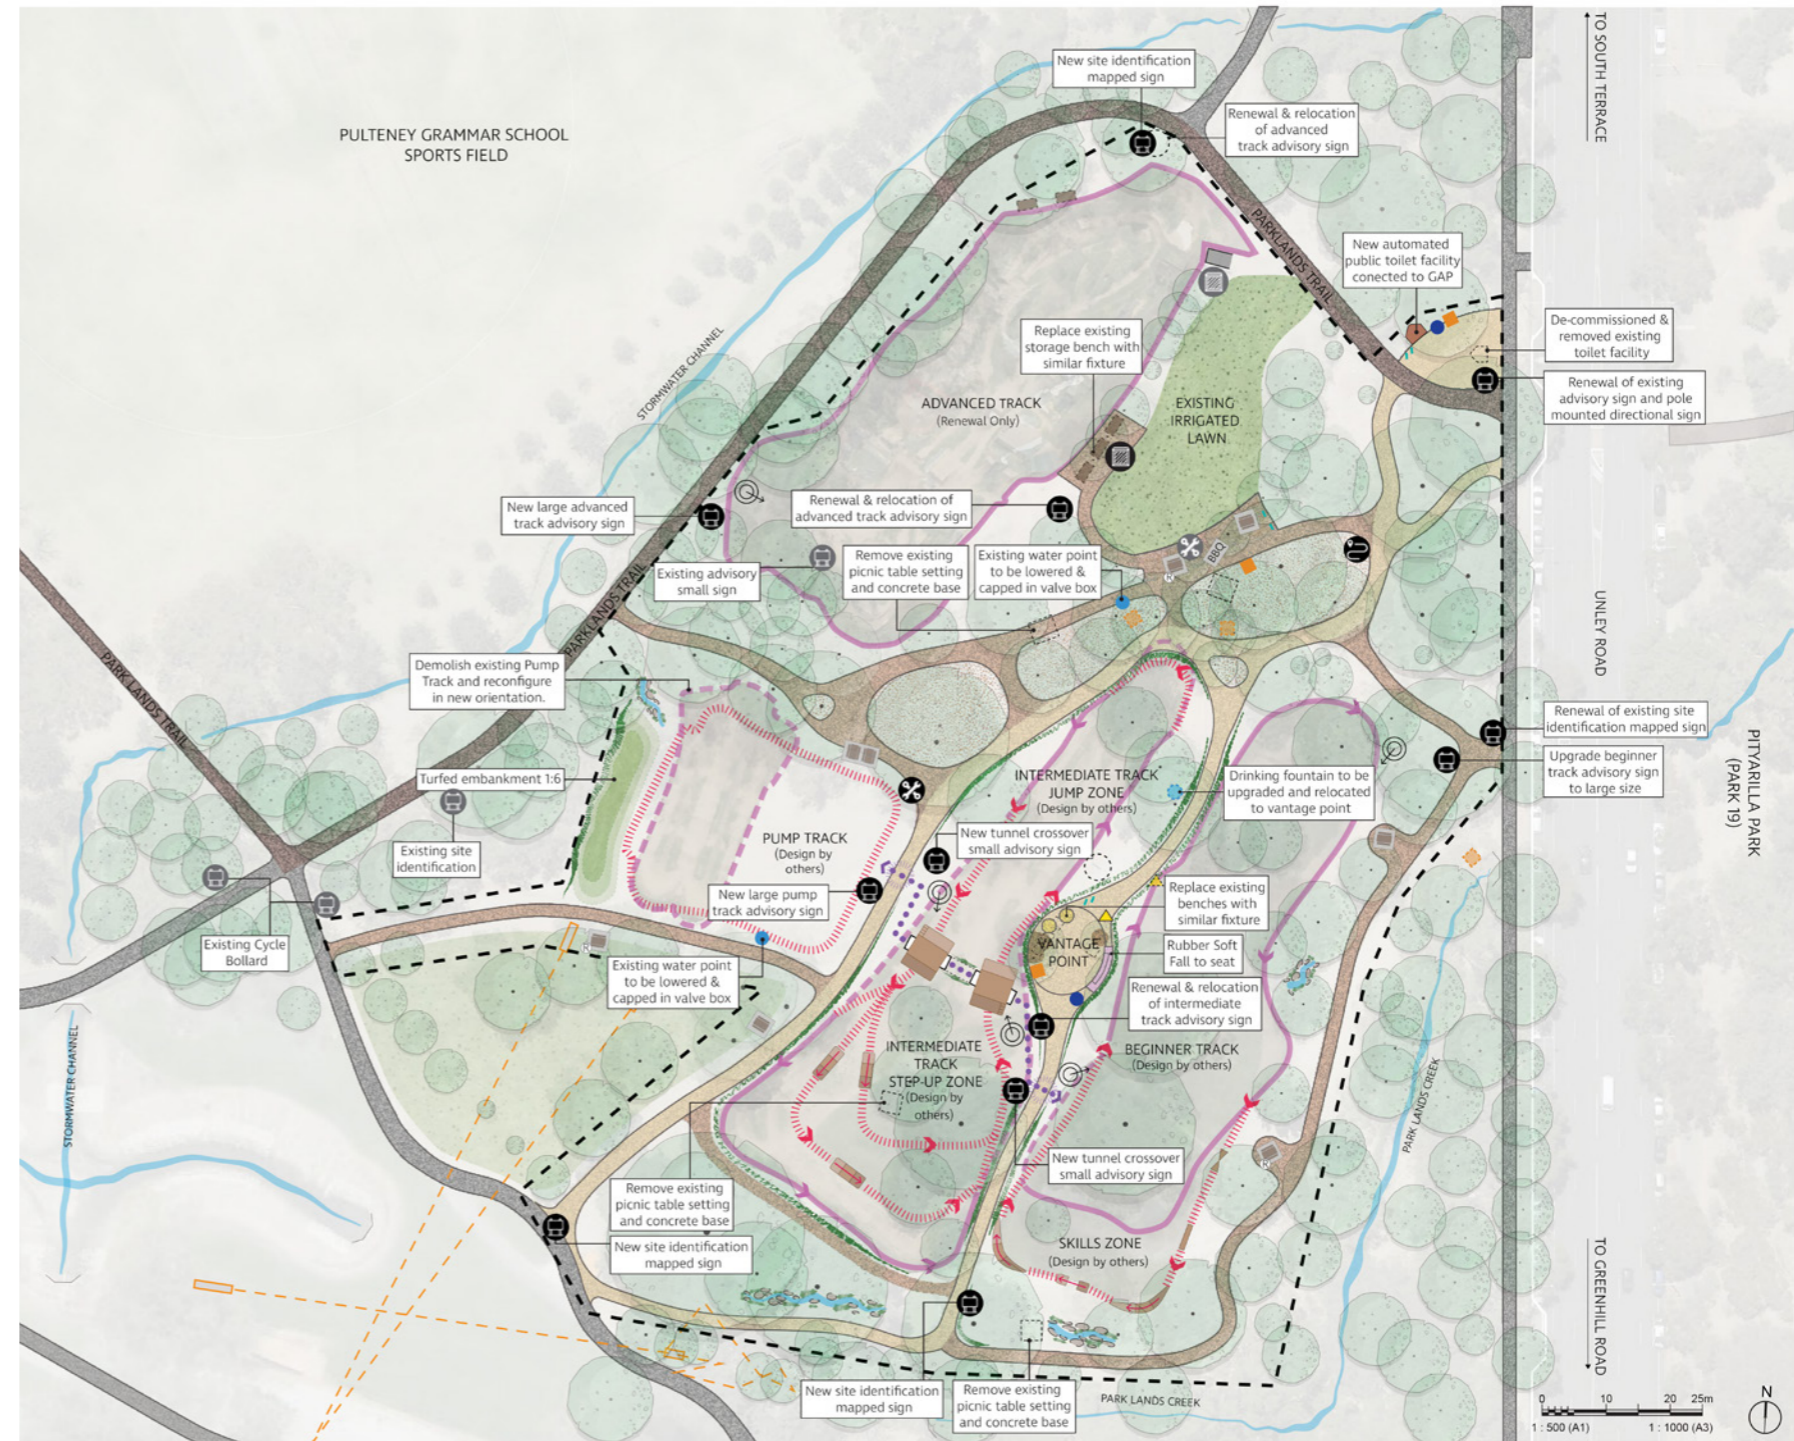 PULTENEY GRAMMAR SCHOOL
SPORTS FIELD
New site identification
mapped sign
Renewal & relocation
of advanced
track advisory sign
TO SOUTH TERRACE
PARKLANDS TRAIL
New automated
public toilet facility
conected to GAP
De-commissioned &
removed existing
toilet facility
Renewal of existing
advisory sign and pole
mounted directional sign
STORMWATER CHANNEL
Replace existing
storage bench with
similar fixture
ADVANCED TRACK
(Renewal Only)
EXISTING
IRRIGATED
LAWN
New large advanced
track advisory sign
Renewal & relocation of
advanced track advisory sign
Existing advisory
small sign
Remove existing
picnic table setting
and concrete base
Existing water point
to be lowered &
capped in valve box
BBQ
R
PARKLANDS TRAIL
PARK LANDS TRAIL
UNLEY ROAD
Demolish existing Pump
Track and reconfigure
in new orientation.
Turfed embankment 1:6
Existing site
identification
Existing Cycle
Bollard
PUMP TRACK
(Design by
others)
New large pump
track advisory sign
INTERMEDIATE TRACK
JUMP ZONE
(Design by others)
New tunnel crossover
small advisory sign
Drinking fountain to be
upgraded and relocated
to vantage point
Renewal of existing site
identification mapped sign
Upgrade beginner
track advisory sign
to large size
PITYARILLA PARK
(PARK 19)
Replace existing
benches with
similar fixture
VANTAGE
POINT
Rubber Soft
Fall to seat
R
Existing water point
to be lowered &
capped in valve box
Renewal & relocation
of intermediate
track advisory sign
INTERMEDIATE
TRACK
STEP-UP ZONE
(Design by
others)
BEGINNER TRACK
(Design by others)
STORMWATER CHANNEL
PARK LANDS CREEK
New tunnel crossover
small advisory sign
R
Remove existing
picnic table setting
and concrete base
New site identification
mapped sign
SKILLS ZONE
(Design by others)
TO GREENHILL ROAD
New site identification
mapped sign
Remove existing
picnic table setting
and concrete base
PARK LANDS CREEK
0 10 20 25m
1 : 500 (A1) 1 : 1000 (A3)
N